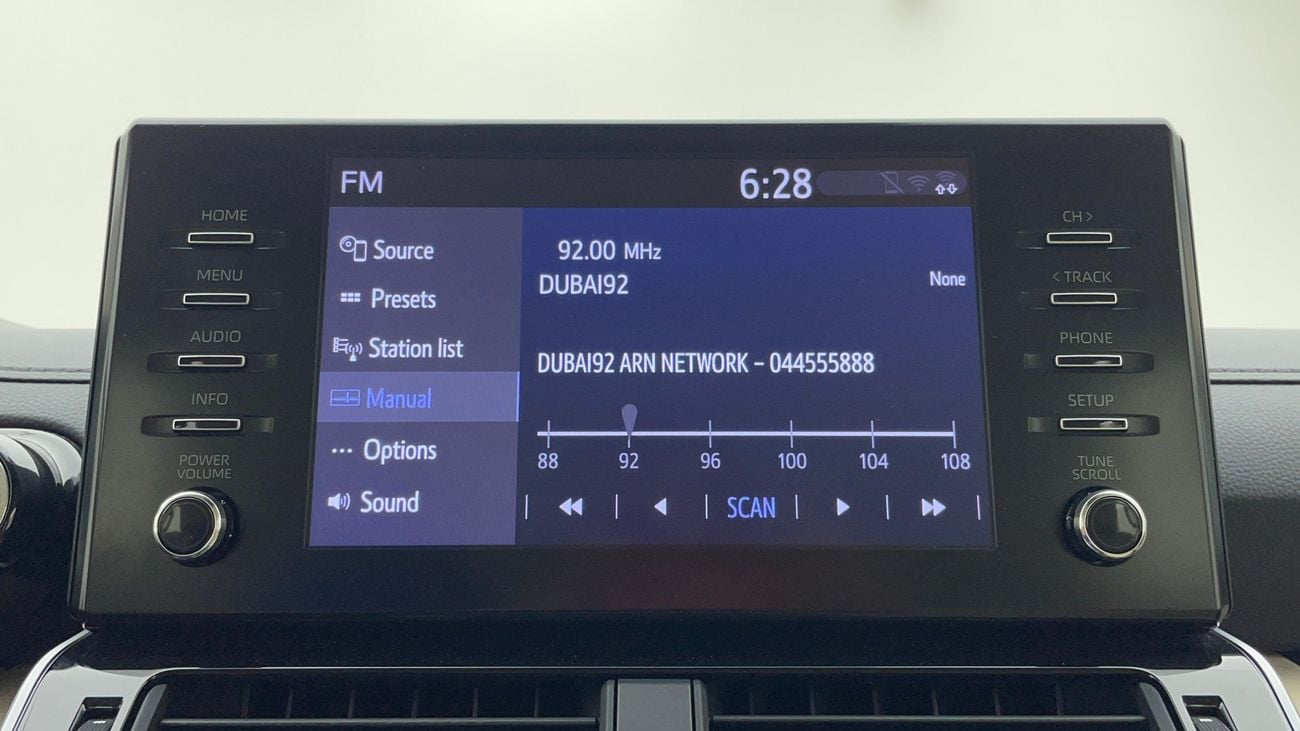 FM
6:28
HOME
MENU
AUDIO
INFO
POWER
VOLUME
Source
Presets
Station list
Manual
Options
Sound
92.00 MHz
DUBAI92
None
DUBAI92 ARN NETWORK – 044555888
88 92 96 100 104 108
SCAN
CH >
< TRACK
PHONE
SETUP
TUNE
SCROLL